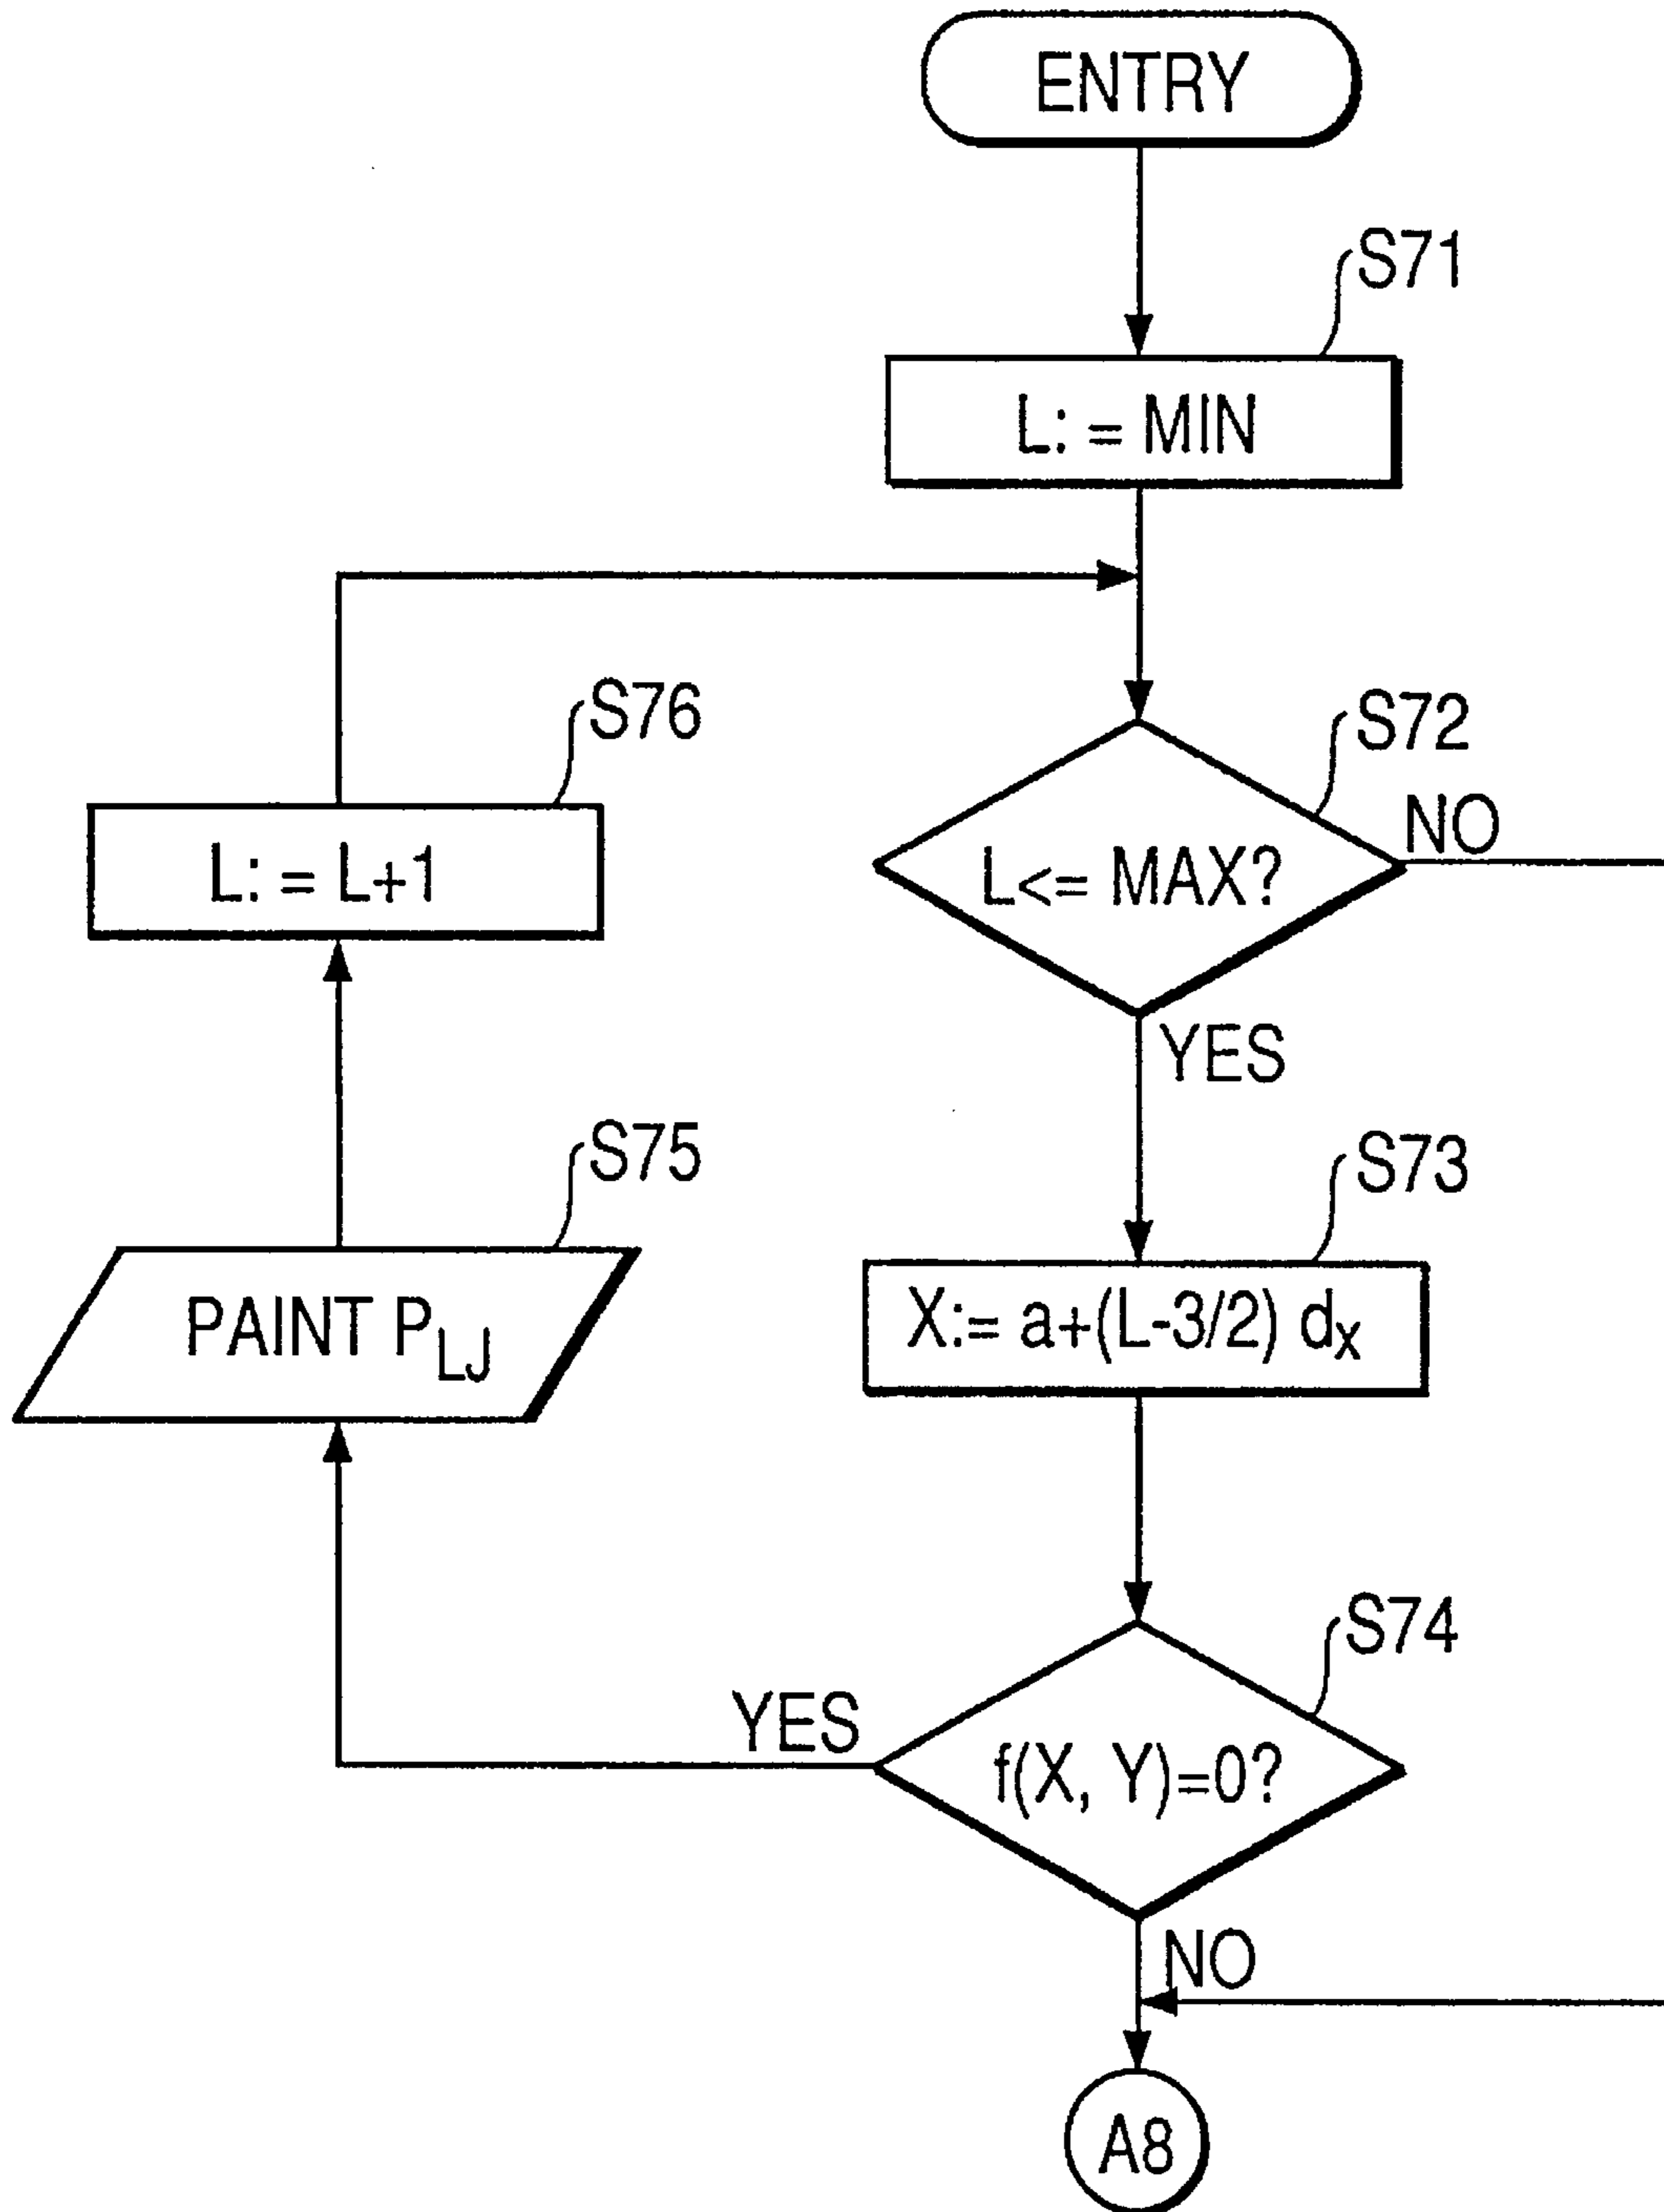 ENTRY
S71
L: = MIN
S76
S72
L: = L+1
L<= MAX?
NO
YES
S75
S73
PAINT P_LJ
X:= a+(L-3/2) d_x
S74
YES
f(X, Y)=0?
NO
A8